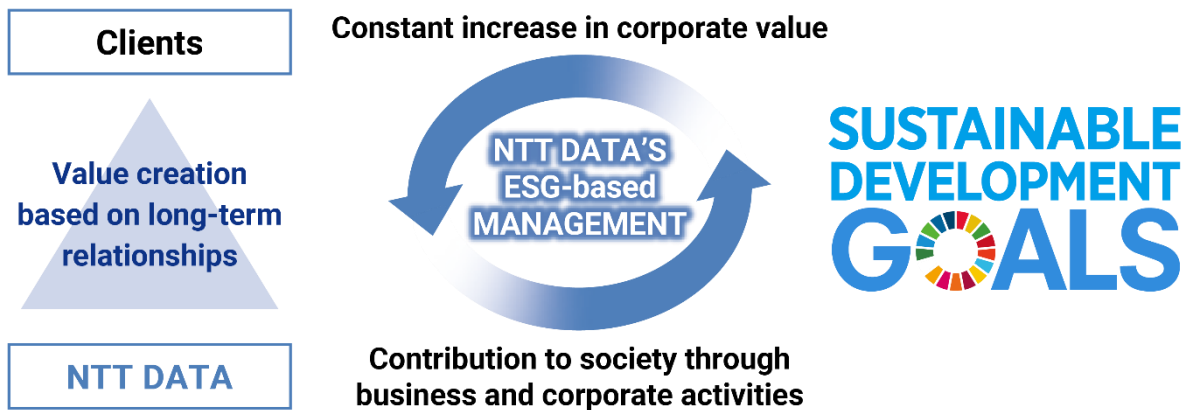 Clients
Value creation
based on long-term
relationships
NTT DATA
Constant increase in corporate value
NTT DATA’S
ESG-based
MANAGEMENT
Contribution to society through
business and corporate activities
SUSTAINABLE
DEVELOPMENT
GOALS